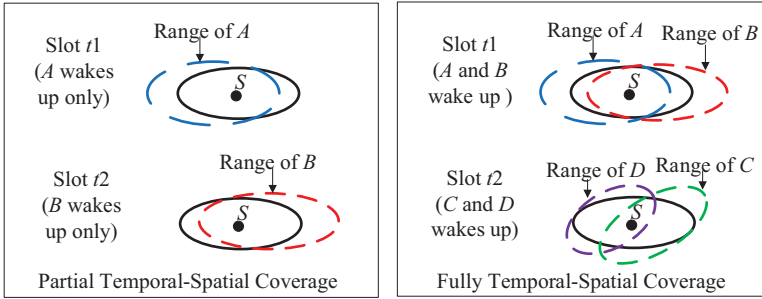 Slot t1
(A wakes
up only)
Range of A
S
Slot t2
(B wakes
up only)
Range of B
S
Partial Temporal-Spatial Coverage
Slot t1
(A and B
wake up )
Range of A
Range of B
S
Slot t2
(C and D
wakes up)
Range of D
Range of C
S
Fully Temporal-Spatial Coverage